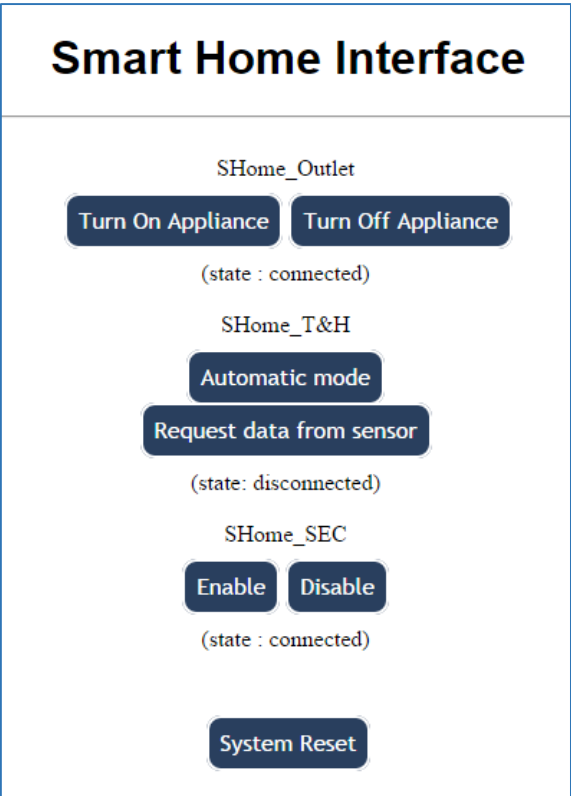 Smart Home Interface
SHome_Outlet
Turn On Appliance Turn Off Appliance
(state : connected)
SHome_T&H
Automatic mode
Request data from sensor
(state: disconnected)
SHome_SEC
Enable Disable
(state : connected)
System Reset